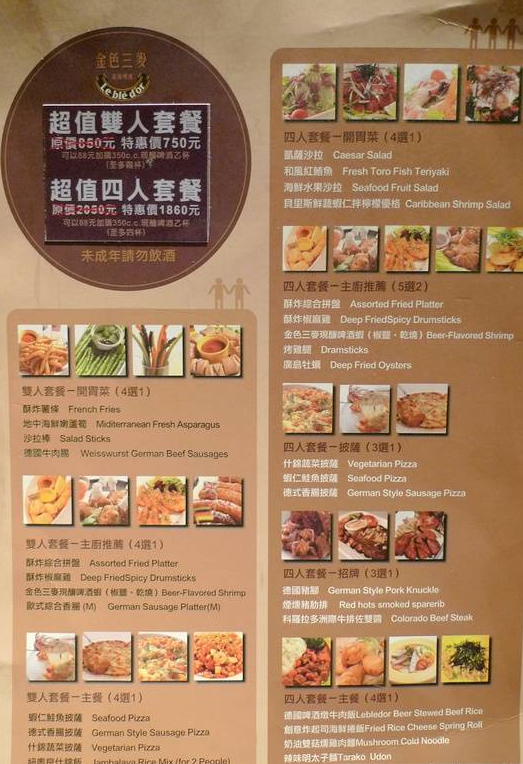 金色三麥
Le blé d'or
超值雙人套餐
原價850元 特惠價750元
可以88元加購350c.c.現釀啤酒乙杯
(至多兩杯)
超值四人套餐
原價2050元 特惠價1860元
可以88元加購350c.c.現釀啤酒乙杯
(至多四杯)
未成年請勿飲酒
雙人套餐－開胃菜（4選1）
酥炸薯條 French Fries
地中海鮮嫩蘆筍 Miditerranean Fresh Asparagus
沙拉棒 Salad Sticks
德國牛肉腸 Weisswurst German Beef Sausages
雙人套餐－主廚推薦（4選1）
酥炸綜合拼盤 Assorted Fried Platter
酥炸椒麻雞 Deep FriedSpicy Drumsticks
金色三麥現釀啤酒蝦（椒鹽・乾燒）Beer-Flavored Shrimp
歐式綜合香腸 (M) German Sausage Platter(M)
雙人套餐－主餐（4選1）
蝦仁鮭魚披薩 Seafood Pizza
德式香腸披薩 German Style Sausage Pizza
什錦蔬菜披薩 Vegetarian Pizza
紐奧良什錦飯 Jambalaya Rice Mix (for 2 People)
四人套餐－開胃菜（4選1）
凱薩沙拉 Caesar Salad
和風紅鮪魚 Fresh Toro Fish Teriyaki
海鮮水果沙拉 Seafood Fruit Salad
貝里斯鮮蔬蝦仁拌檸檬優格 Caribbean Shrimp Salad
四人套餐－主廚推薦（5選2）
酥炸綜合拼盤 Assorted Fried Platter
酥炸椒麻雞 Deep FriedSpicy Drumsticks
金色三麥現釀啤酒蝦（椒鹽・乾燒）Beer-Flavored Shrimp
烤雞腿 Dramsticks
廣島牡蠣 Deep Fried Oysters
四人套餐－披薩（3選1）
什錦蔬菜披薩 Vegetarian Pizza
蝦仁鮭魚披薩 Seafood Pizza
德式香腸披薩 German Style Sausage Pizza
四人套餐－招牌（3選1）
德國豬腳 German Style Pork Knuckle
煙燻豬肋排 Red hots smoked sparerib
科羅拉多洲際牛排佐雙醬 Colorado Beef Steak
四人套餐－主餐（4選1）
德國啤酒燉牛肉飯Lebledor Beer Stewed Beef Rice
創意炸起司海鮮捲飯Fried Rice Cheese Spring Roll
奶油雙菇燻雞肉麵Mushroom Cold Noodle
辣味明太子麵Tarako Udon